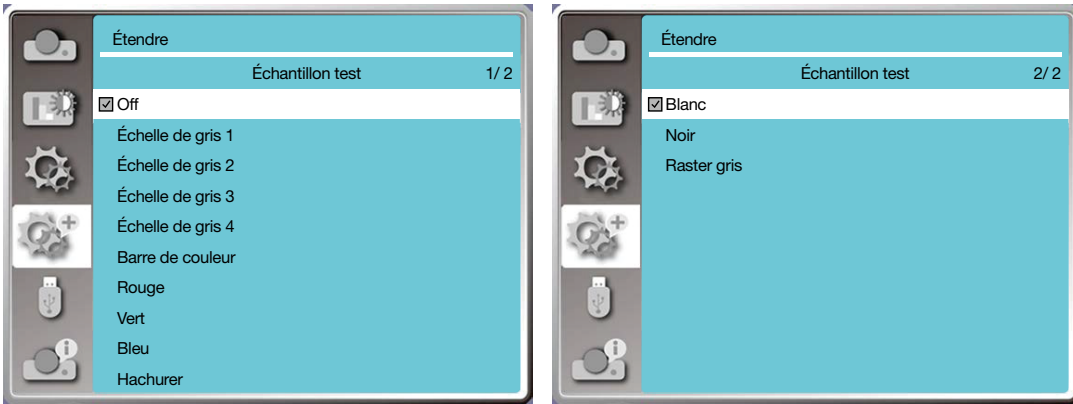 Étendre
Échantillon test 1/ 2
Off
Échelle de gris 1
Échelle de gris 2
Échelle de gris 3
Échelle de gris 4
Barre de couleur
Rouge
Vert
Bleu
Hachurer
Étendre
Échantillon test 2/ 2
Blanc
Noir
Raster gris